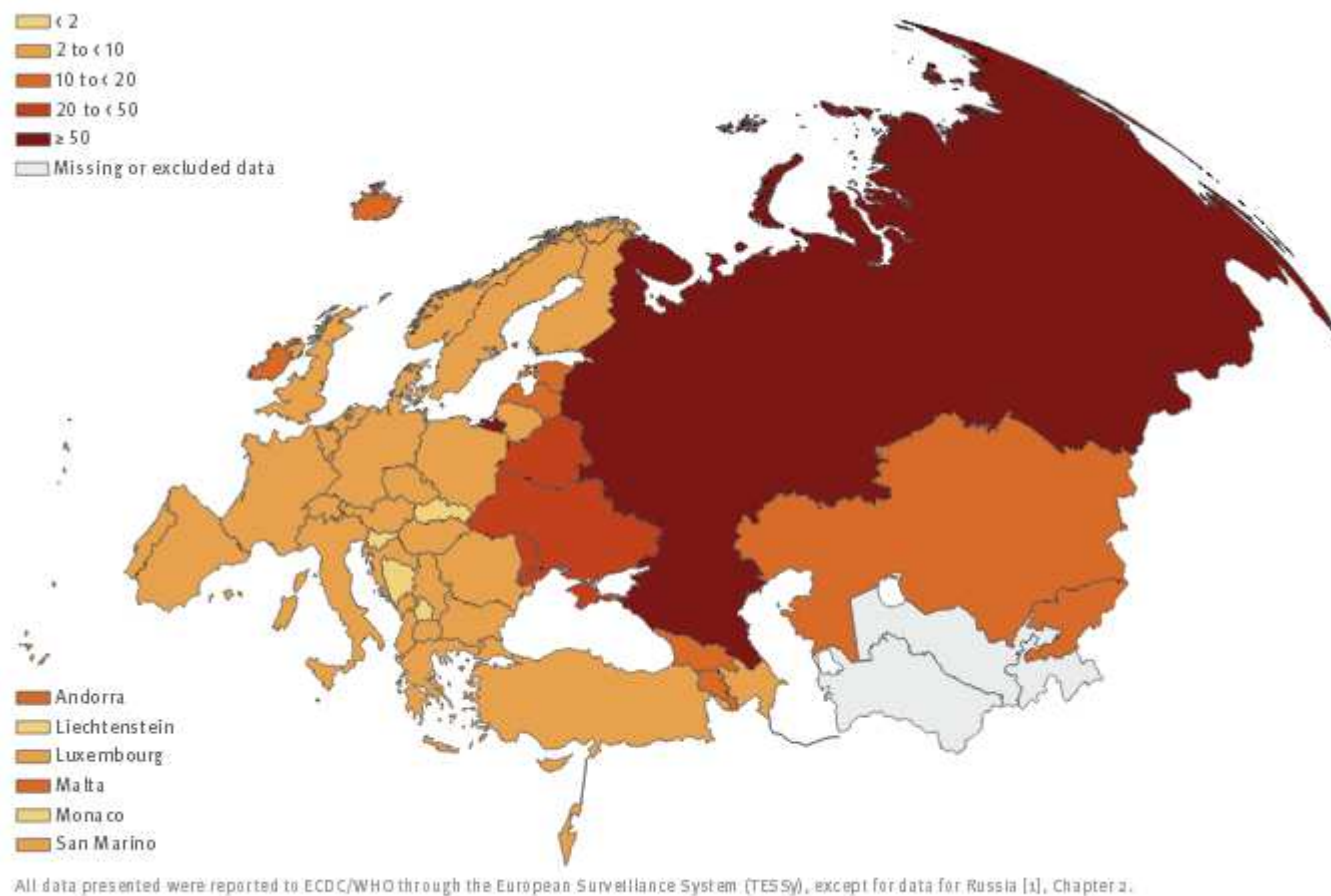 < 2
2 to < 10
10 to < 20
20 to < 50
≥ 50
Missing or excluded data
Andorra
Liechtenstein
Luxembourg
Malta
Monaco
San Marino
All data presented were reported to ECDC/WHO through the European Surveillance System (TESSy), except for data for Russia [1], Chapter 2.